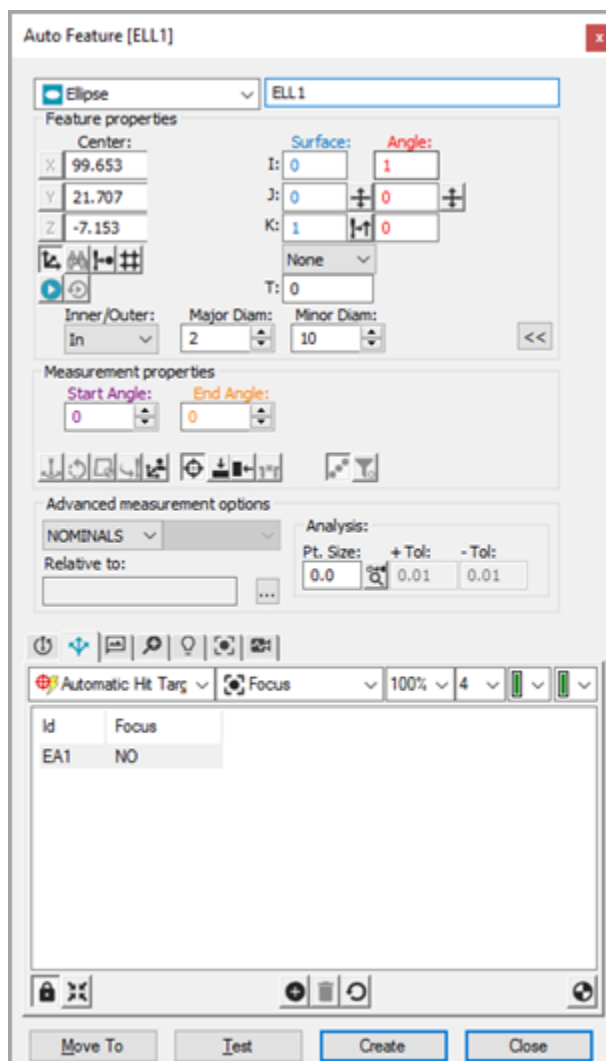 Auto Feature [ELL1]
x
Ellipse ELL1
Feature properties
Center: Surface: Angle:
X 99.653 I: 0 1
Y 21.707 J: 0 0
Z -7.153 K: 1 0
None
T: 0
Inner/Outer: Major Diam: Minor Diam:
In 2 10 <<
Measurement properties
Start Angle: End Angle:
0 0
Advanced measurement options
NOMINALS
Analysis:
Relative to:
Pt. Size: + Tol: - Tol:
0.0 0.01 0.01
...
Automatic Hit Targ Focus 100% 4
Id Focus
EA1 NO
Move To Test Create Close